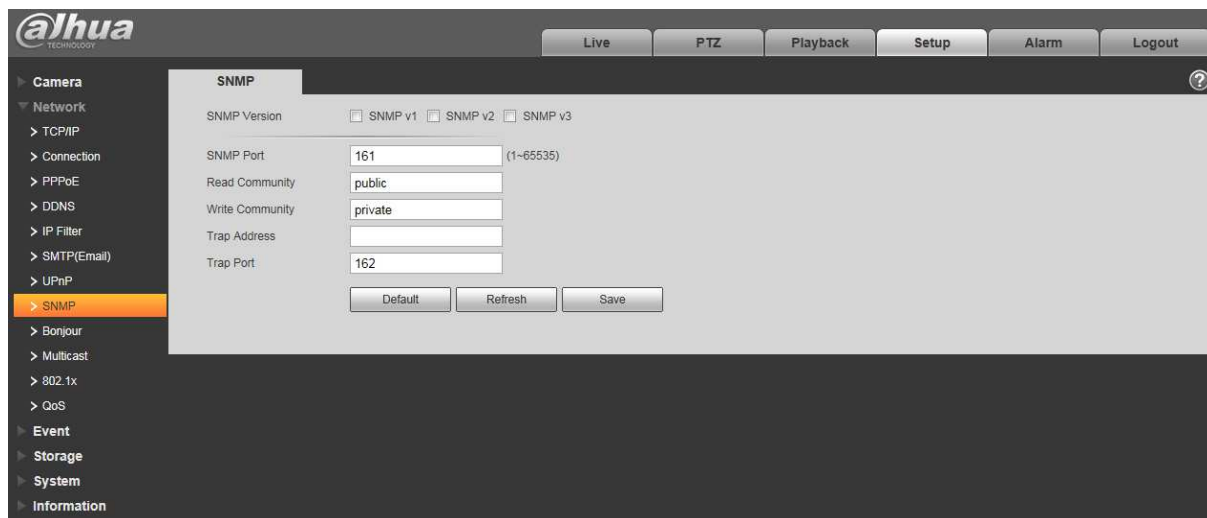 alhua
TECHNOLOGY
Live PTZ Playback Setup Alarm Logout
Camera
Network
> TCP/IP
> Connection
> PPPoE
> DDNS
> IP Filter
> SMTP(Email)
> UPnP
> SNMP
> Bonjour
> Multicast
> 802.1x
> QoS
Event
Storage
System
Information
SNMP ?
SNMP Version SNMP v1 SNMP v2 SNMP v3
SNMP Port 161 (1~65535)
Read Community public
Write Community private
Trap Address
Trap Port 162
Default Refresh Save